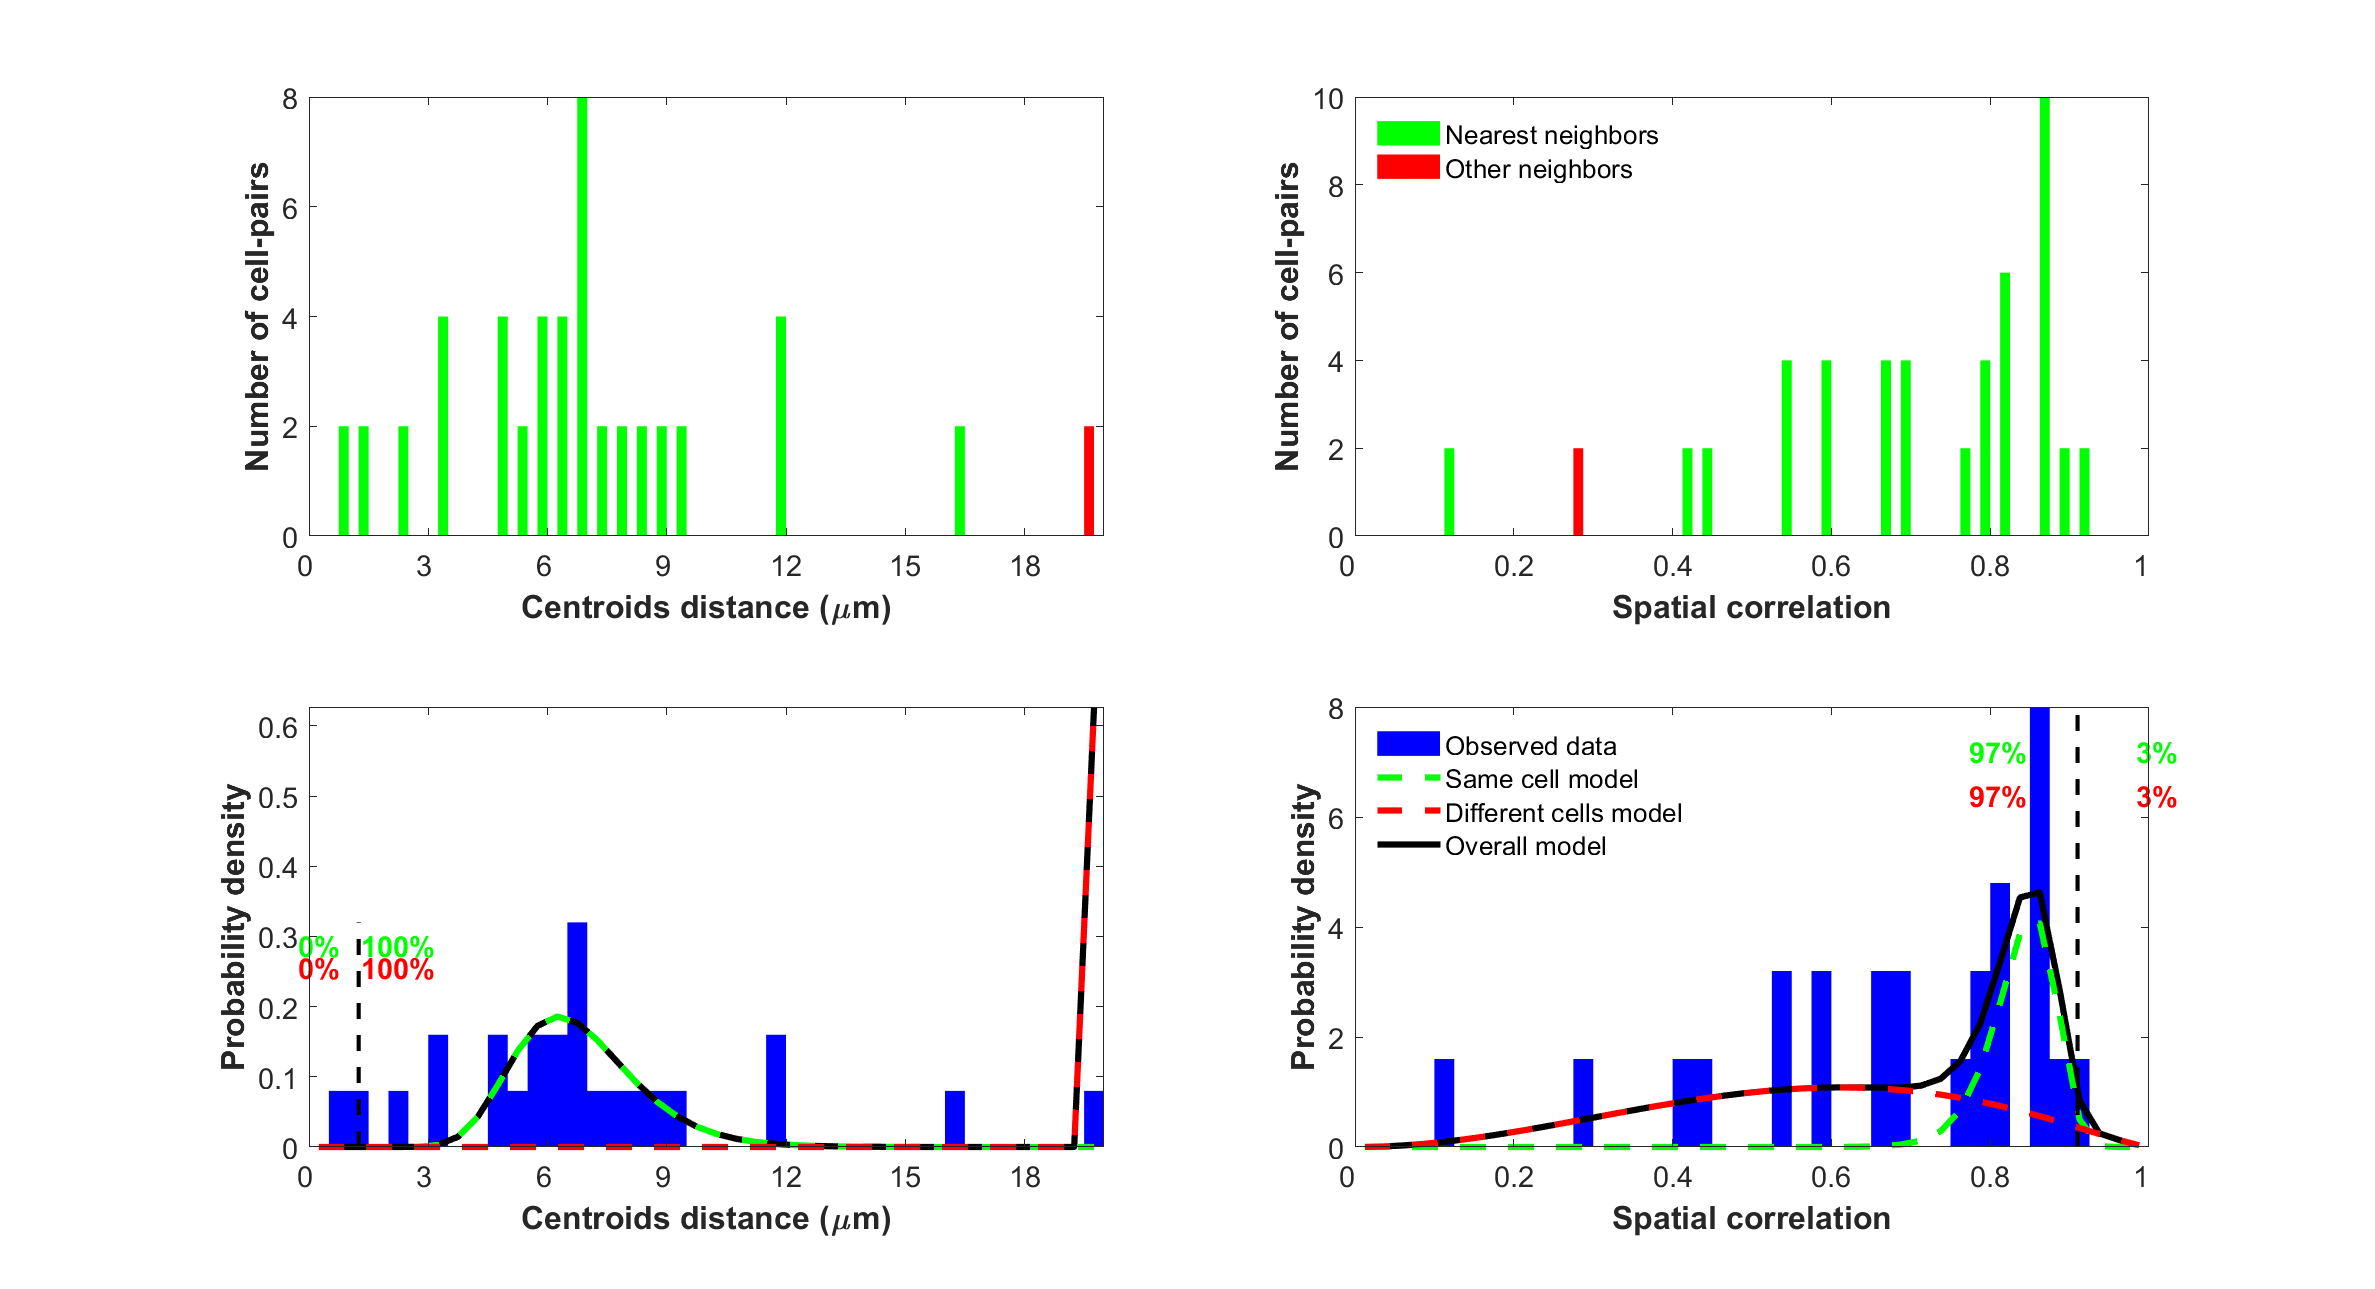 Number of cell-pairs
8
6
4
2
0
0 3 6 9 12 15 18
Centroids distance (μm)
Number of cell-pairs
10
8
6
4
2
0
Nearest neighbors
Other neighbors
0 0.2 0.4 0.6 0.8 1
Spatial correlation
Probability density
0.6
0.5
0.4
0.3
0.2
0.1
0
0% 100%
0% 100%
0 3 6 9 12 15 18
Centroids distance (μm)
Probability density
8
6
4
2
0
Observed data
Same cell model
Different cells model
Overall model
97% 3%
97% 3%
0 0.2 0.4 0.6 0.8 1
Spatial correlation